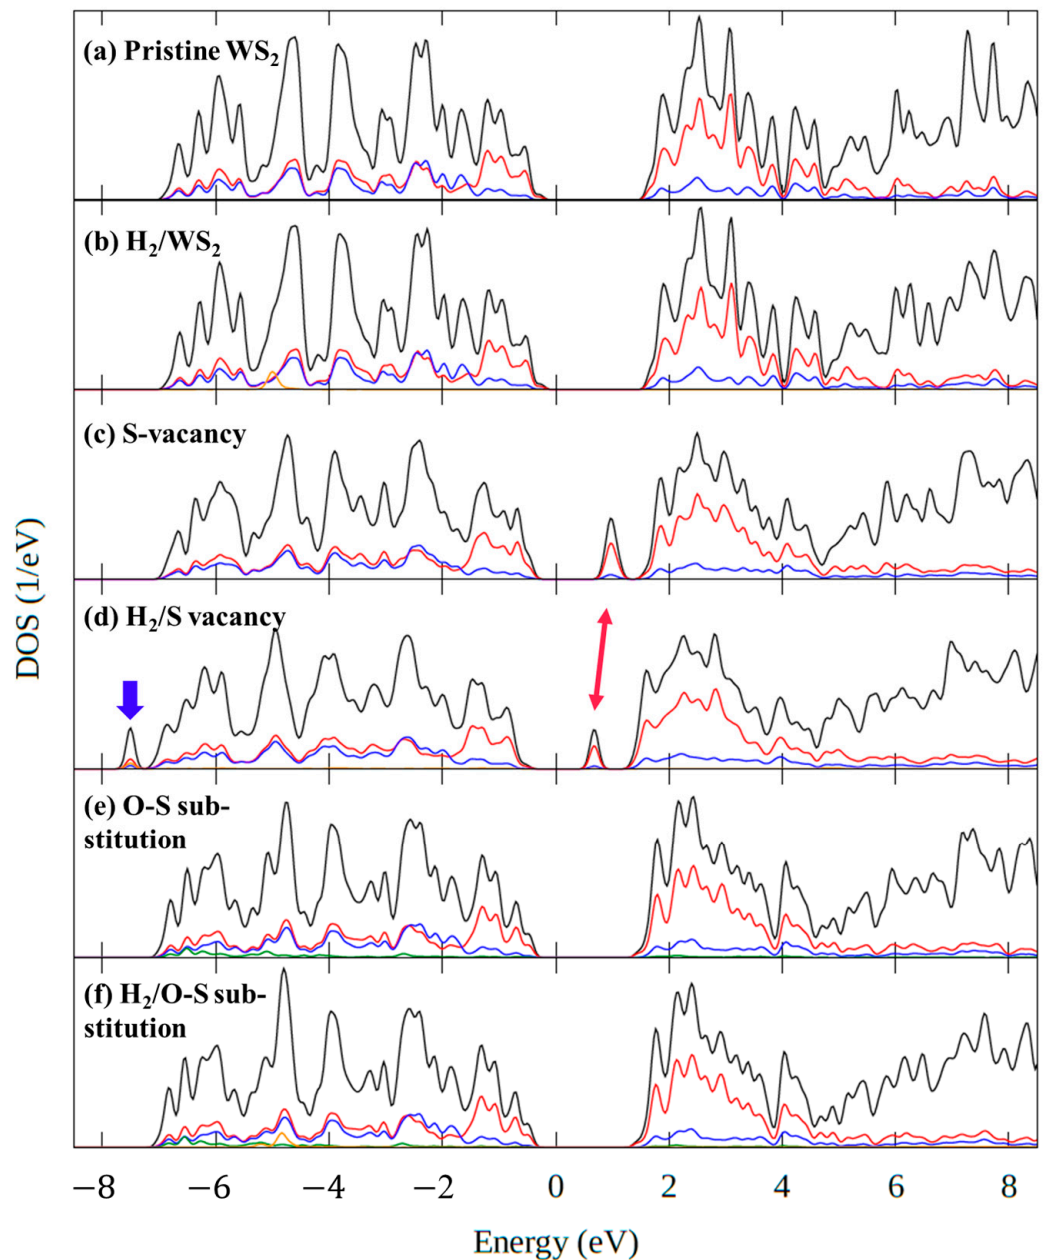 (a) Pristine WS₂
(b) H₂/WS₂
(c) S-vacancy
(d) H₂/S vacancy
(e) O-S sub-
stitution
(f) H₂/O-S sub-
stitution
DOS (1/eV)
−8 −6 −4 −2 0 2 4 6 8
Energy (eV)